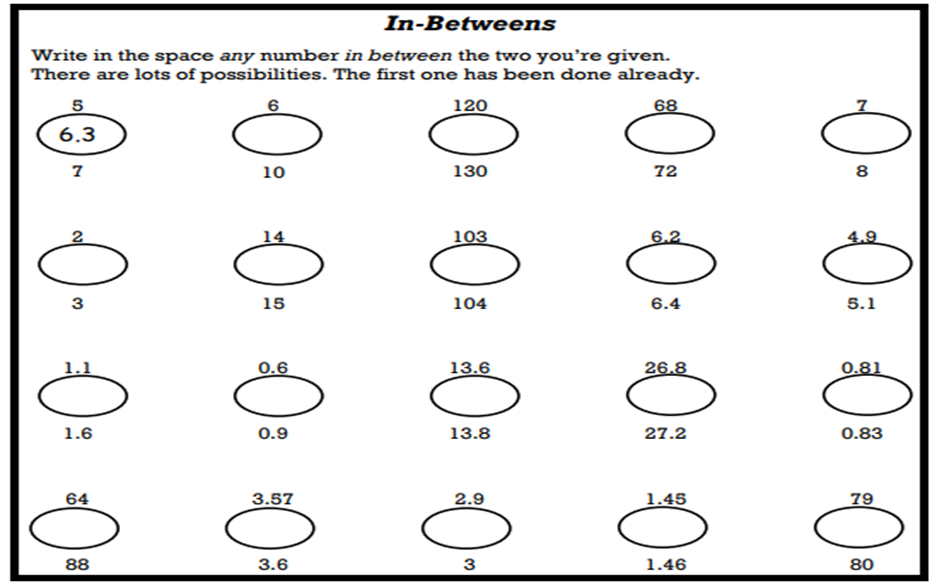 In-Betweens
Write in the space any number in between the two you're given.
There are lots of possibilities. The first one has been done already.
5 6 120 68 7
6.3
7 10 130 72 8
2 14 103 6.2 4.9
3 15 104 6.4 5.1
1.1 0.6 13.6 26.8 0.81
1.6 0.9 13.8 27.2 0.83
64 3.57 2.9 1.45 79
88 3.6 3 1.46 80